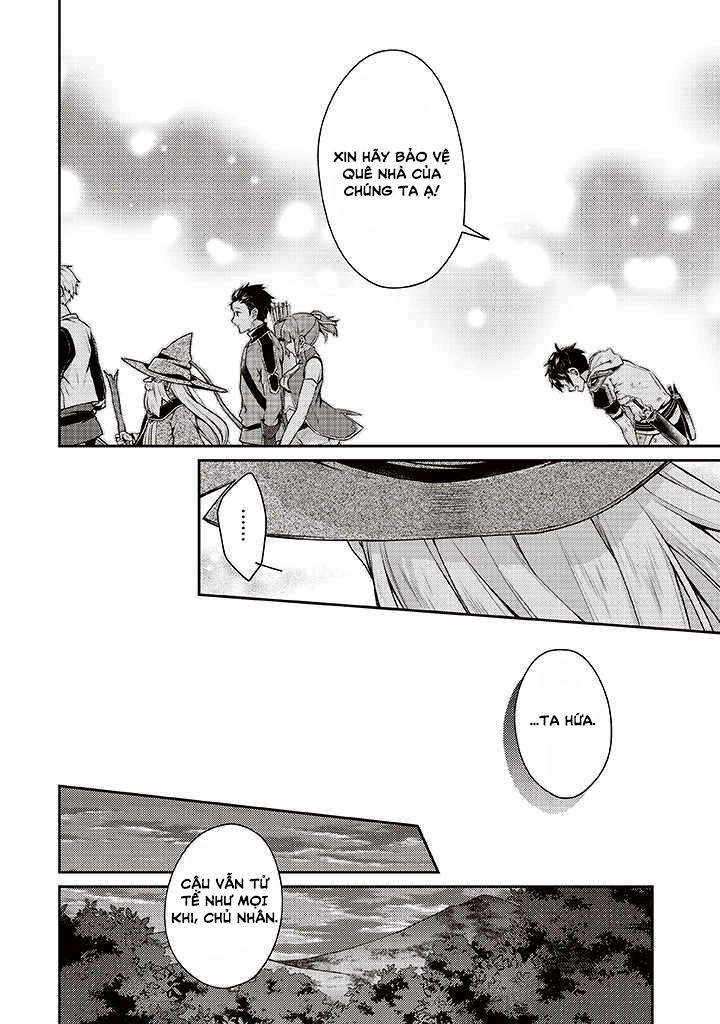 XIN HÃY BẢO VỆ
QUÊ NHÀ CỦA
CHÚNG TA Ạ!
.......
...TA HỨA.
CẬU VẪN TỬ
TẾ NHƯ MỌI
KHI, CHỦ NHÂN.